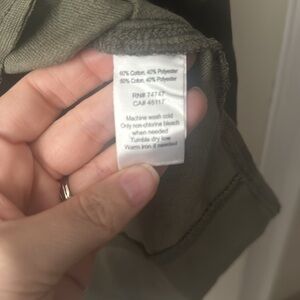 60% Cotton, 40% Polyester
60% Cotton, 40% Polyester
RN# 74747
CA# 45117
Machine wash cold
Only non-chlorine bleach
when needed
Tumble dry low
Warm Iron if needed